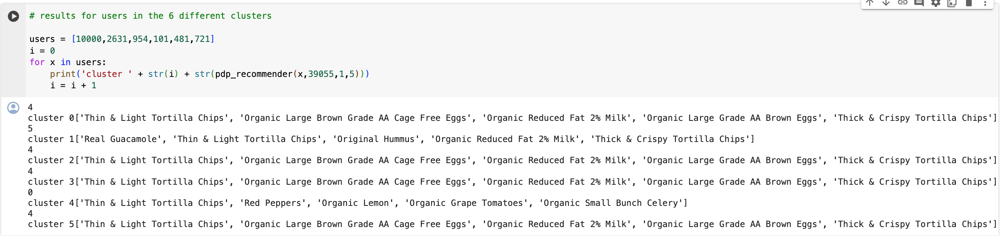 # results for users in the 6 different clusters
users = [10000,2631,954,101,481,721]
i = 0
for x in users:
    print('cluster ' + str(i) + str(pdp_recommender(x,39055,1,5)))
    i = i + 1
4
cluster 0['Thin & Light Tortilla Chips', 'Organic Large Brown Grade AA Cage Free Eggs', 'Organic Reduced Fat 2% Milk', 'Organic Large Grade AA Brown Eggs', 'Thick & Crispy Tortilla Chips']
5
cluster 1['Real Guacamole', 'Thin & Light Tortilla Chips', 'Original Hummus', 'Organic Reduced Fat 2% Milk', 'Thick & Crispy Tortilla Chips']
4
cluster 2['Thin & Light Tortilla Chips', 'Organic Large Brown Grade AA Cage Free Eggs', 'Organic Reduced Fat 2% Milk', 'Organic Large Grade AA Brown Eggs', 'Thick & Crispy Tortilla Chips']
4
cluster 3['Thin & Light Tortilla Chips', 'Organic Large Brown Grade AA Cage Free Eggs', 'Organic Reduced Fat 2% Milk', 'Organic Large Grade AA Brown Eggs', 'Thick & Crispy Tortilla Chips']
0
cluster 4['Thin & Light Tortilla Chips', 'Red Peppers', 'Organic Lemon', 'Organic Grape Tomatoes', 'Organic Small Bunch Celery']
4
cluster 5['Thin & Light Tortilla Chips', 'Organic Large Brown Grade AA Cage Free Eggs', 'Organic Reduced Fat 2% Milk', 'Organic Large Grade AA Brown Eggs', 'Thick & Crispy Tortilla Chips']